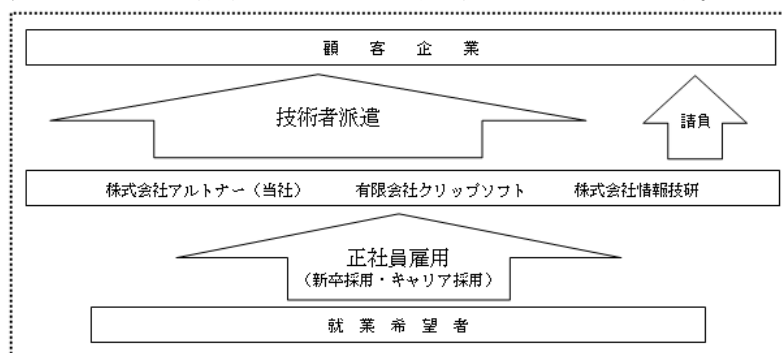 顧客企業
技術者派遣
請負
株式会社アルトナー（当社） 有限会社クリップソフト 株式会社情報技研
正社員雇用
（新卒採用・キャリア採用）
就業希望者